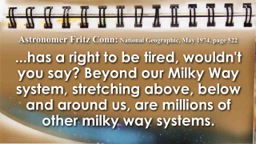 Astronomer Fritz Conn: National Geographic, May 1974, page 522
...has a right to be tired, wouldn't
you say? Beyond our Milky Way
system, stretching above, below
and around us, are millions of
other milky way systems.